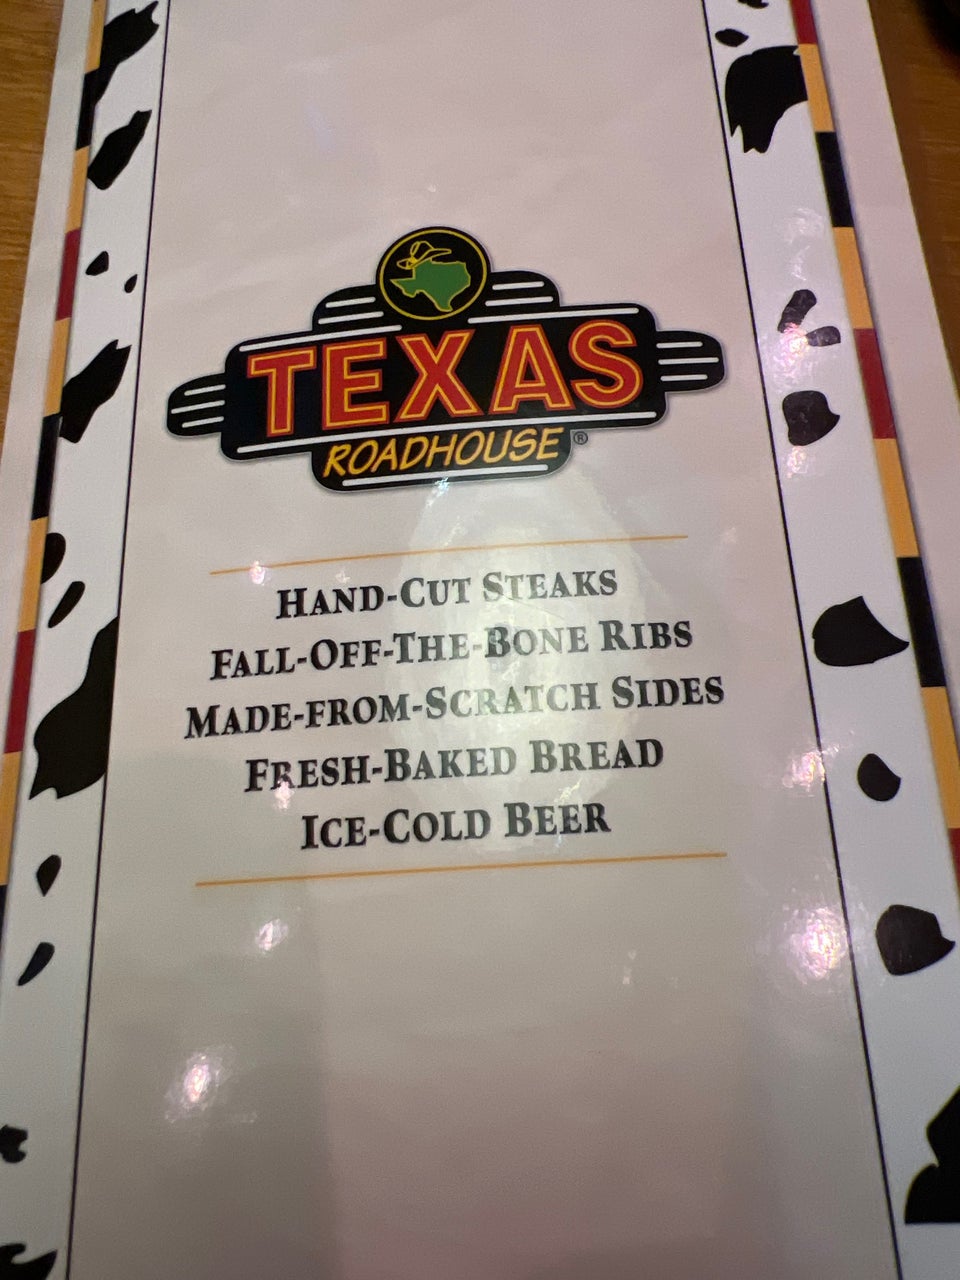 TEXAS
ROADHOUSE®
HAND-CUT STEAKS
FALL-OFF-THE-BONE RIBS
MADE-FROM-SCRATCH SIDES
FRESH-BAKED BREAD
ICE-COLD BEER